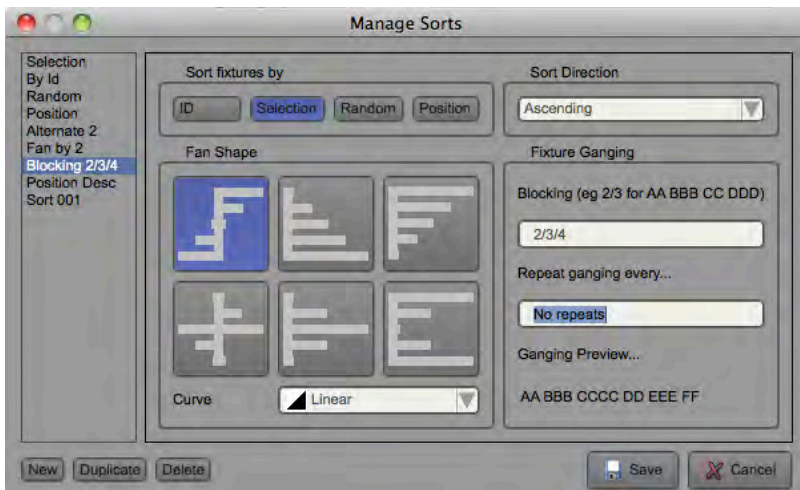 Manage Sorts
Selection
By Id
Random
Position
Alternate 2
Fan by 2
Blocking 2/3/4
Position Desc
Sort 001
Sort fixtures by
ID
Selection
Random
Position
Sort Direction
Ascending
Fan Shape
Curve
Linear
Fixture Ganging
Blocking (eg 2/3 for AA BBB CC DDD)
2/3/4
Repeat ganging every...
No repeats
Ganging Preview...
AA BBB CCCC DD EEE FF
New
Duplicate
Delete
Save
Cancel